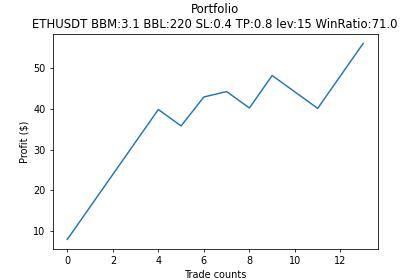 Portfolio
ETHUSDT BBM:3.1 BBL:220 SL:0.4 TP:0.8 lev:15 WinRatio:71.0
50
40
30
20
10
Profit ($)
0 2 4 6 8 10 12
Trade counts